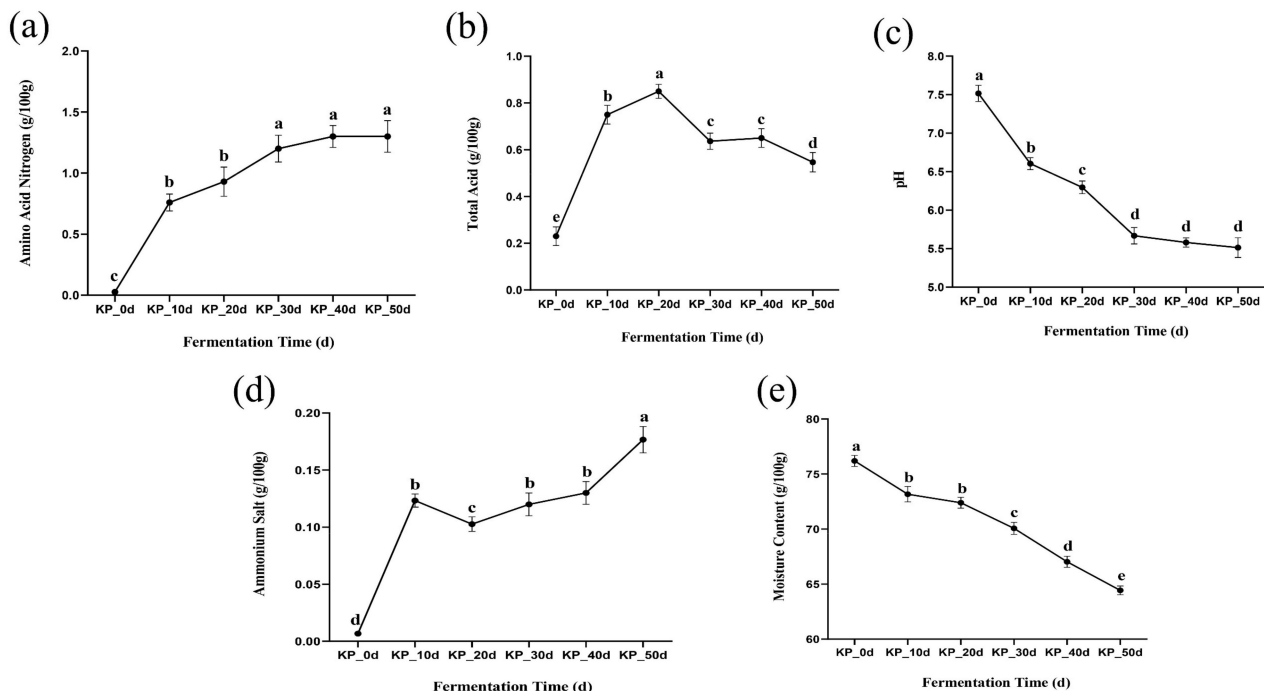 (a)
Amino Acid Nitrogen (g/100g)
2.0
1.5
1.0
0.5
0.0
c
b
b
a
a
a
KP_0d KP_10d KP_20d KP_30d KP_40d KP_50d
Fermentation Time (d)
(b)
Total Acid (g/100g)
1.0
0.8
0.6
0.4
0.2
0.0
e
b
a
c
c
d
KP_0d KP_10d KP_20d KP_30d KP_40d KP_50d
Fermentation Time (d)
(c)
pH
8.0
7.5
7.0
6.5
6.0
5.5
5.0
a
b
c
d
d
d
KP_0d KP_10d KP_20d KP_30d KP_40d KP_50d
Fermentation Time (d)
(d)
Ammonium Salt (g/100g)
0.20
0.15
0.10
0.05
0.00
d
b
c
b
b
a
KP_0d KP_10d KP_20d KP_30d KP_40d KP_50d
Fermentation Time (d)
(e)
Moisture Content (g/100g)
80
75
70
65
60
a
b
b
c
d
e
KP_0d KP_10d KP_20d KP_30d KP_40d KP_50d
Fermentation Time (d)